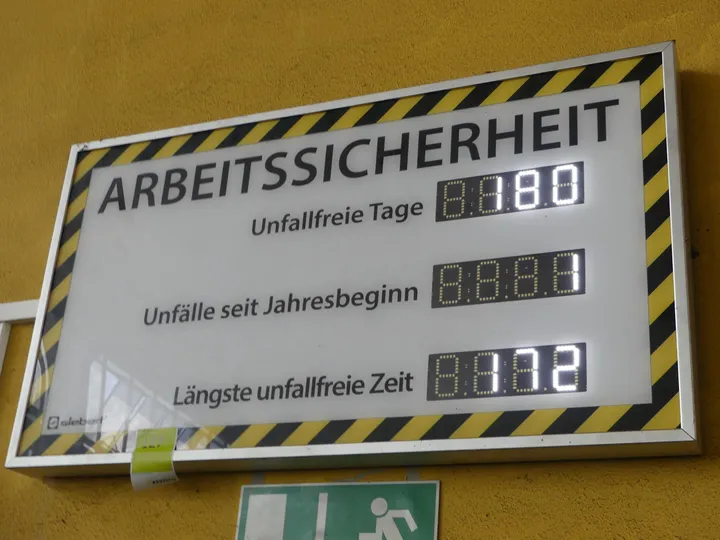 ARBEITSSICHERHEIT
Unfallfreie Tage 180
Unfälle seit Jahresbeginn 1
Längste unfallfreie Zeit 172